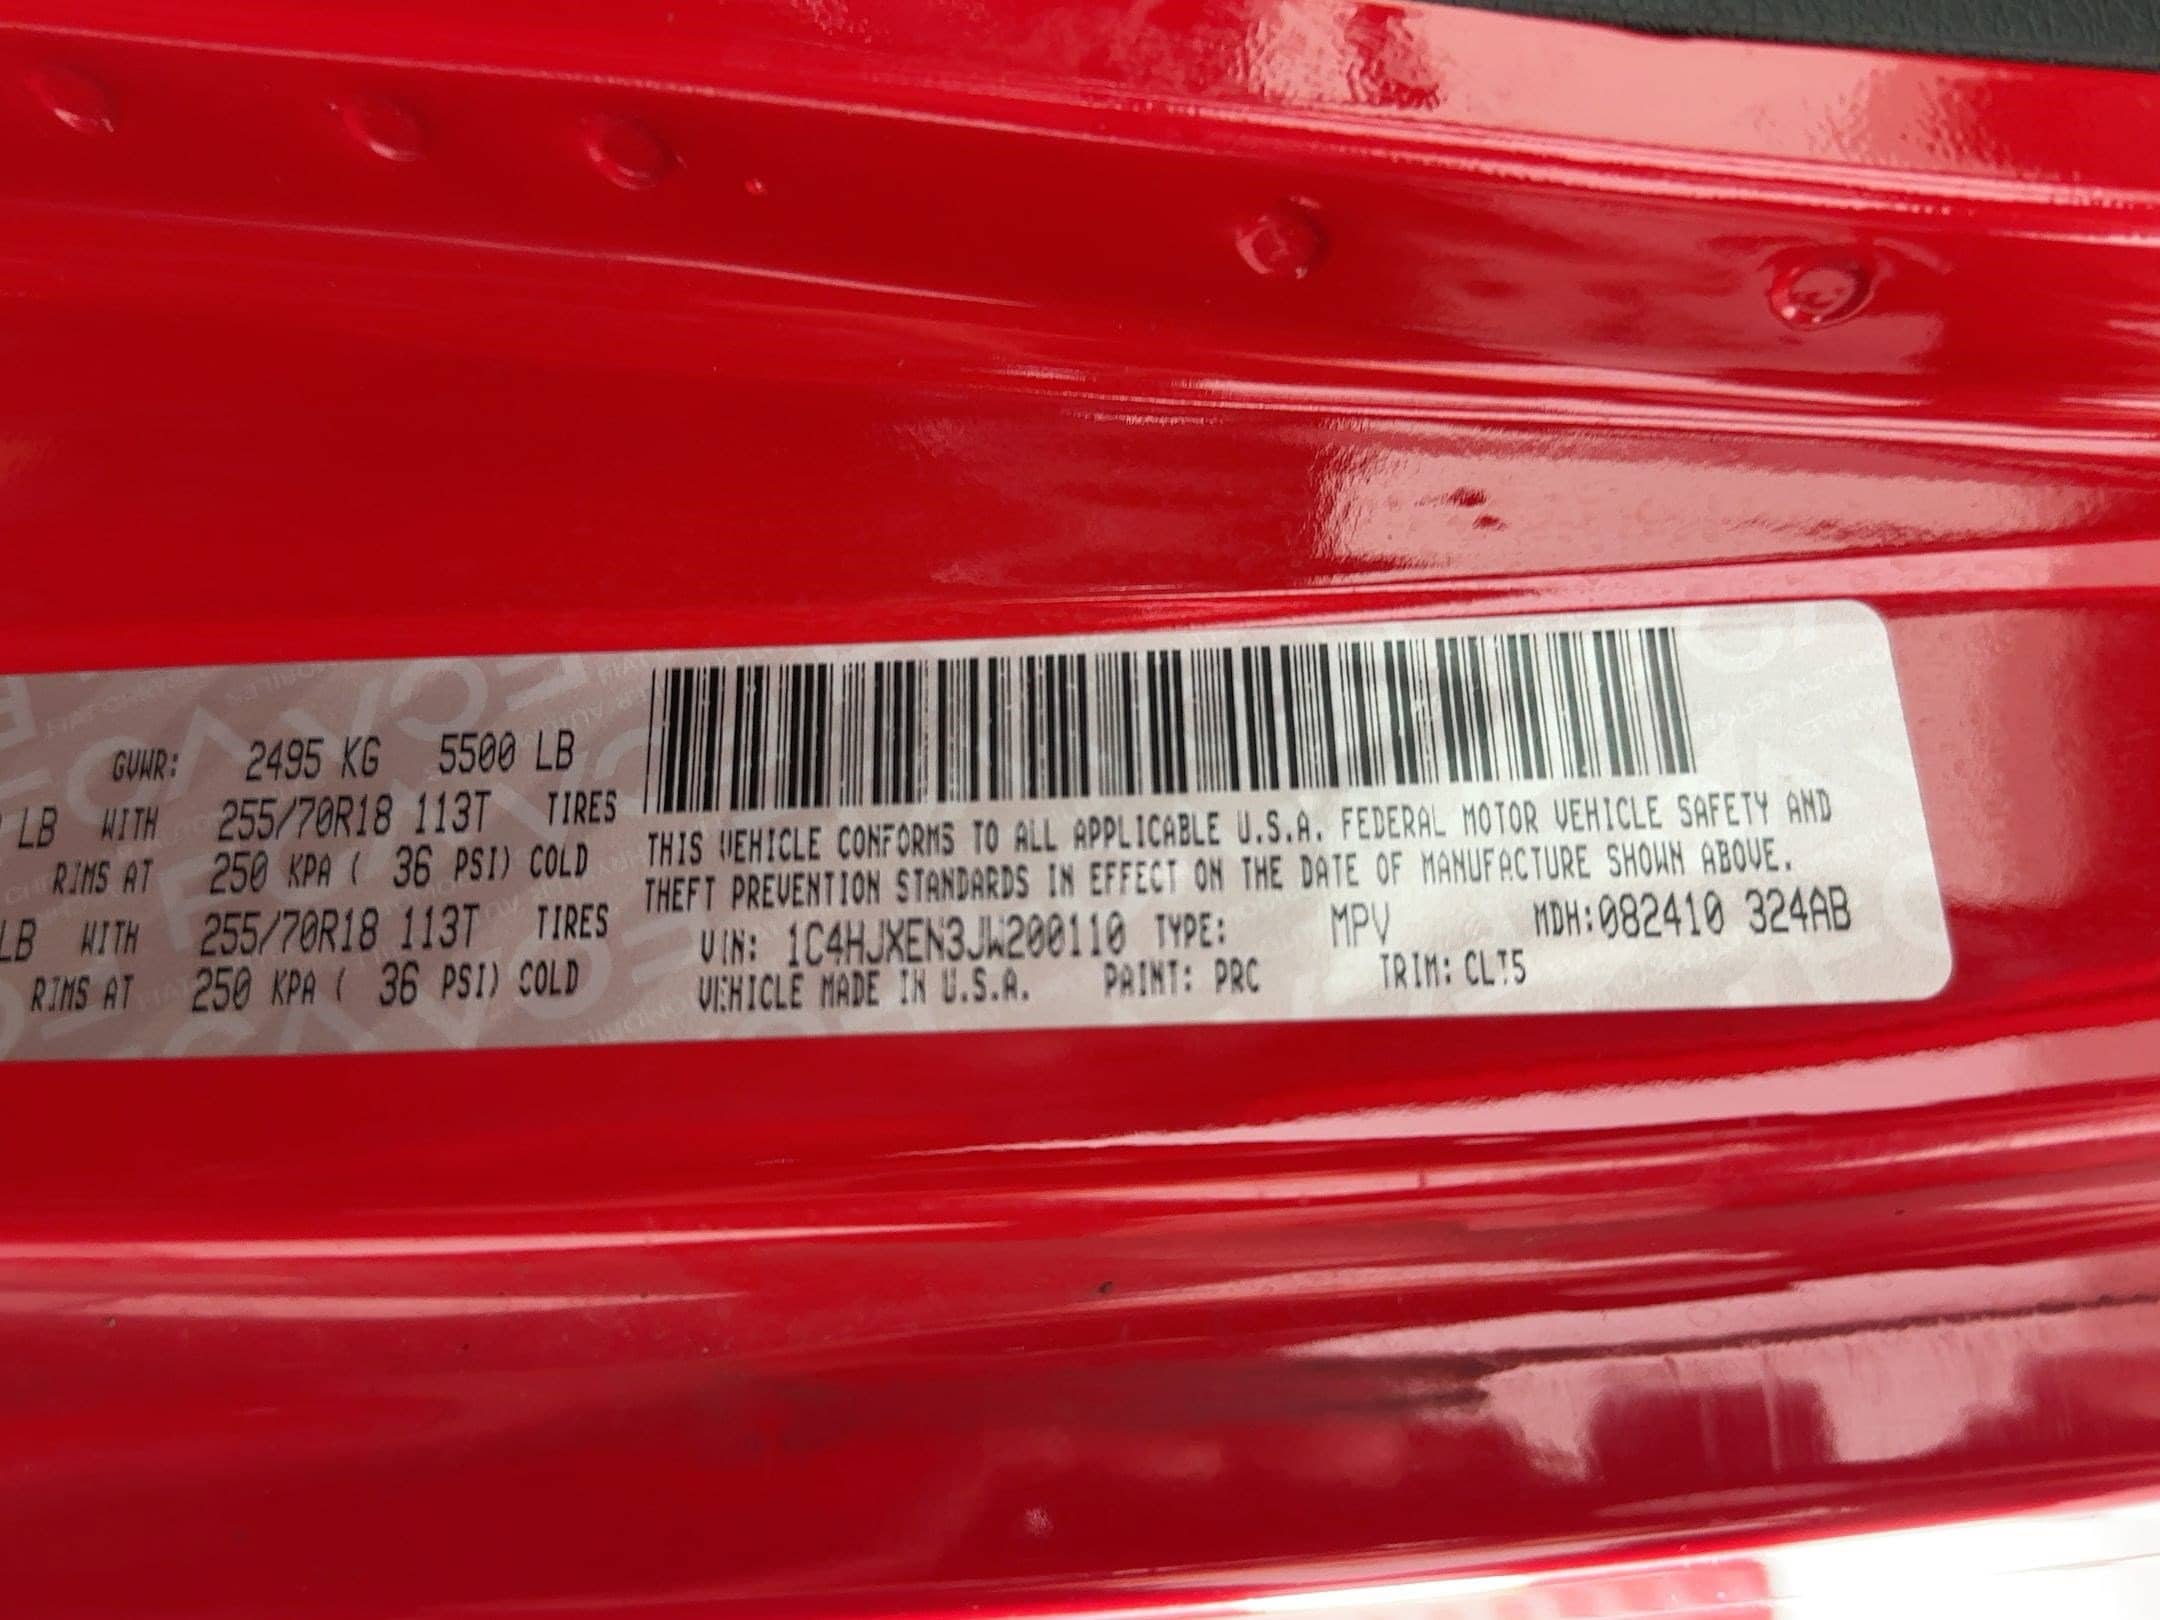 GVWR: 2495 KG 5500 LB
LB WITH 255/70R18 113T TIRES
RIMS AT 250 KPA ( 36 PSI) COLD
LB WITH 255/70R18 113T TIRES
RIMS AT 250 KPA ( 36 PSI) COLD
THIS VEHICLE CONFORMS TO ALL APPLICABLE U.S.A. FEDERAL MOTOR VEHICLE SAFETY AND
THEFT PREVENTION STANDARDS IN EFFECT ON THE DATE OF MANUFACTURE SHOWN ABOVE.
VIN: 1C4HJXEN3JW200110 TYPE: MPV MDH:082410 324AB
VEHICLE MADE IN U.S.A. PAINT: PRC TRIM: CLT5